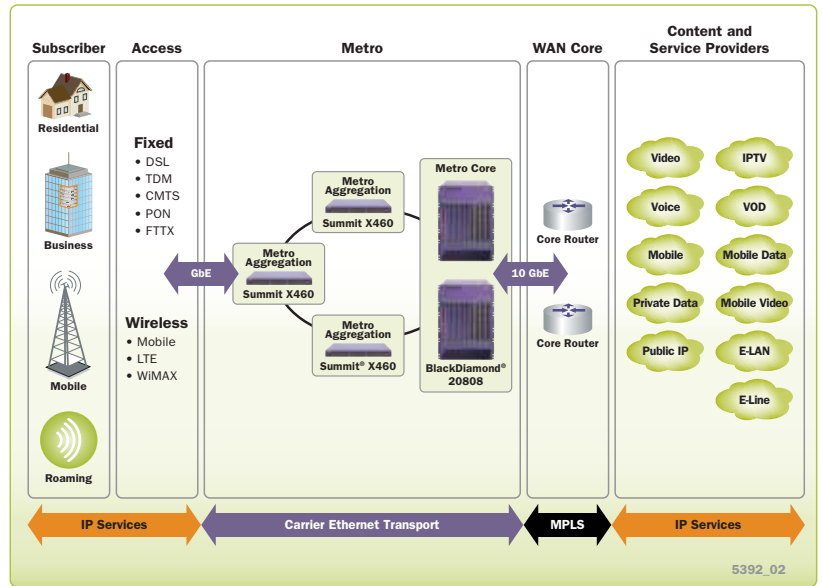 Subscriber
Access
Metro
WAN Core
Content and
Service Providers
Residential
Business
Mobile
Roaming
Fixed
• DSL
• TDM
• CMTS
• PON
• FTTX
Wireless
• Mobile
• LTE
• WiMAX
GbE
Metro
Aggregation
Summit X460
Metro
Aggregation
Summit X460
Metro
Aggregation
Summit® X460
Metro Core
BlackDiamond®
20808
10 GbE
Core Router
Core Router
Video
IPTV
Voice
VOD
Mobile
Mobile Data
Private Data
Mobile Video
Public IP
E-LAN
E-Line
IP Services
Carrier Ethernet Transport
MPLS
IP Services
5392_02